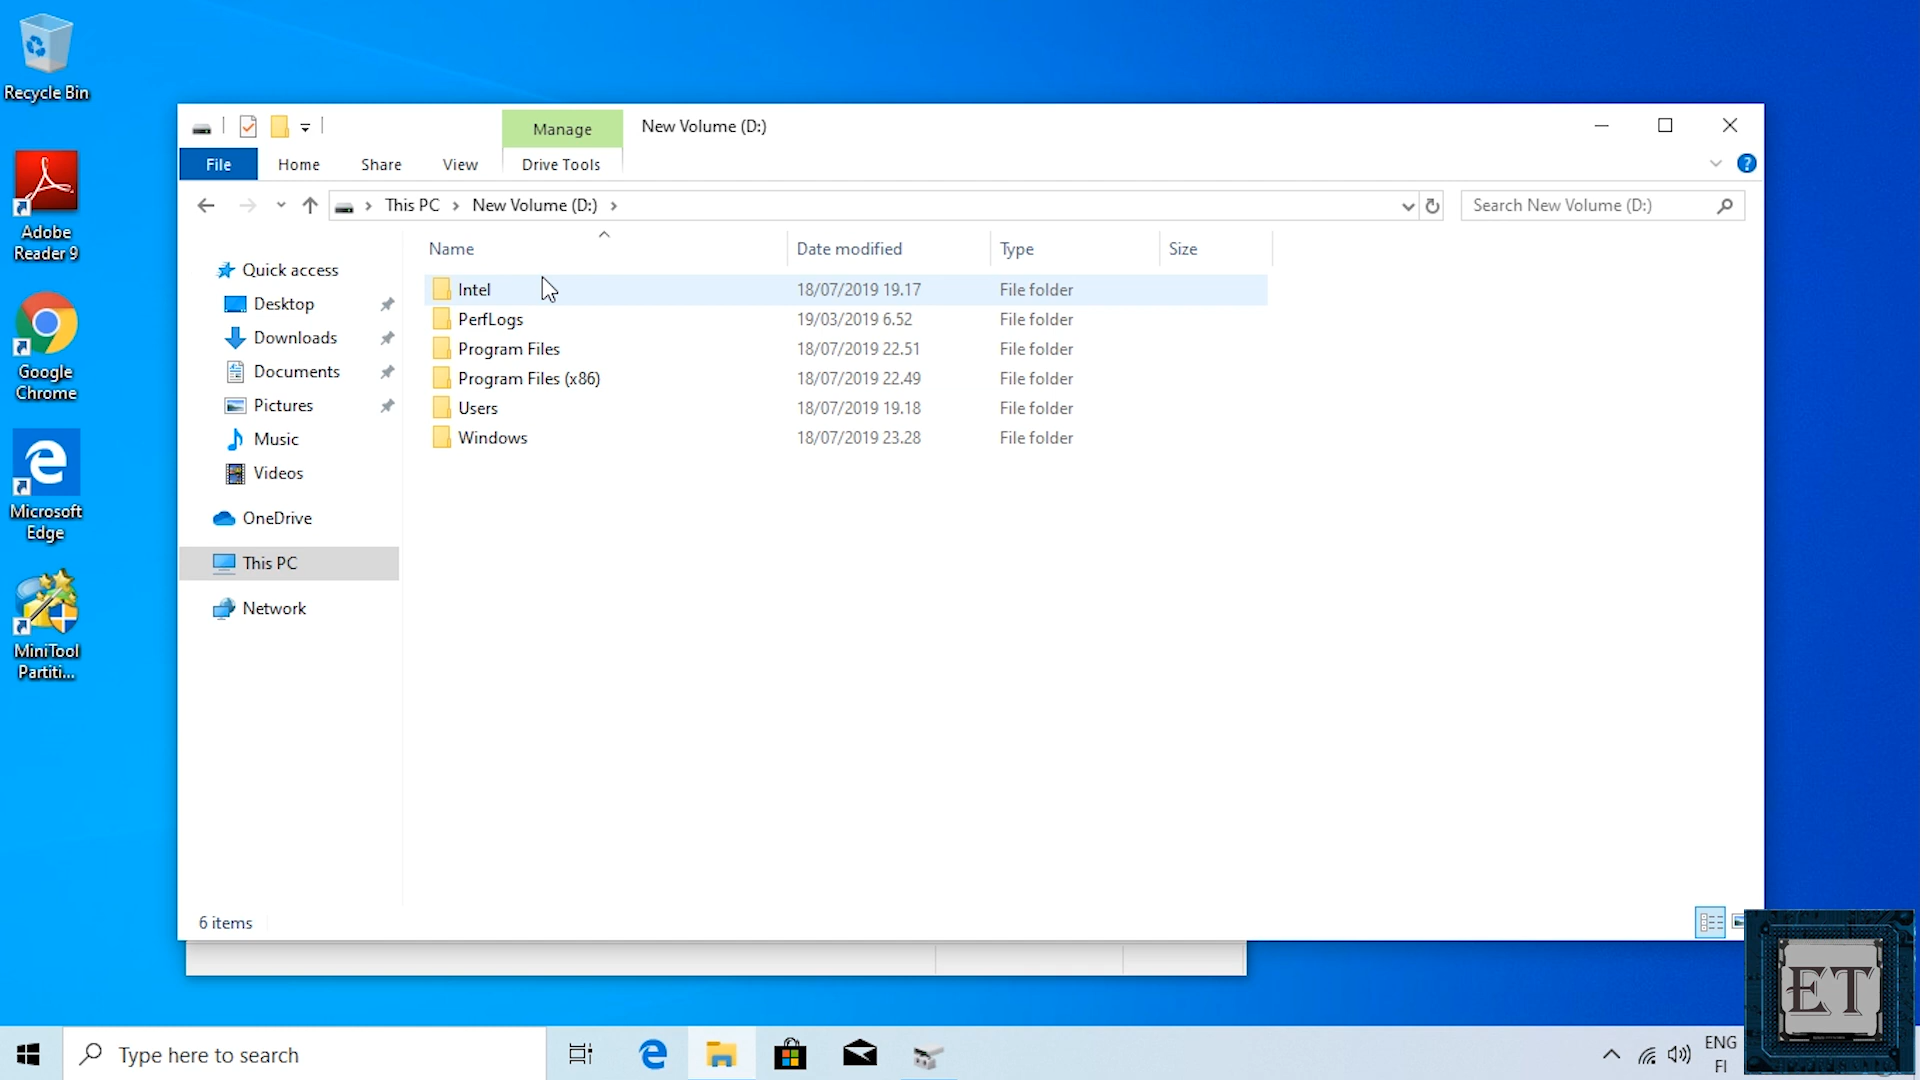 Recycle Bin
Adobe
Reader 9
Google
Chrome
Microsoft
Edge
MiniTool
Partiti...
Manage
New Volume (D:)
File
Home
Share
View
Drive Tools
This PC
New Volume (D:)
Search New Volume (D:)
Quick access
Desktop
Downloads
Documents
Pictures
Music
Videos
OneDrive
This PC
Network
Name
Date modified
Type
Size
Intel
18/07/2019 19.17
File folder
PerfLogs
19/03/2019 6.52
File folder
Program Files
18/07/2019 22.51
File folder
Program Files (x86)
18/07/2019 22.49
File folder
Users
18/07/2019 19.18
File folder
Windows
18/07/2019 23.28
File folder
6 items
Type here to search
ENG
FI
ET